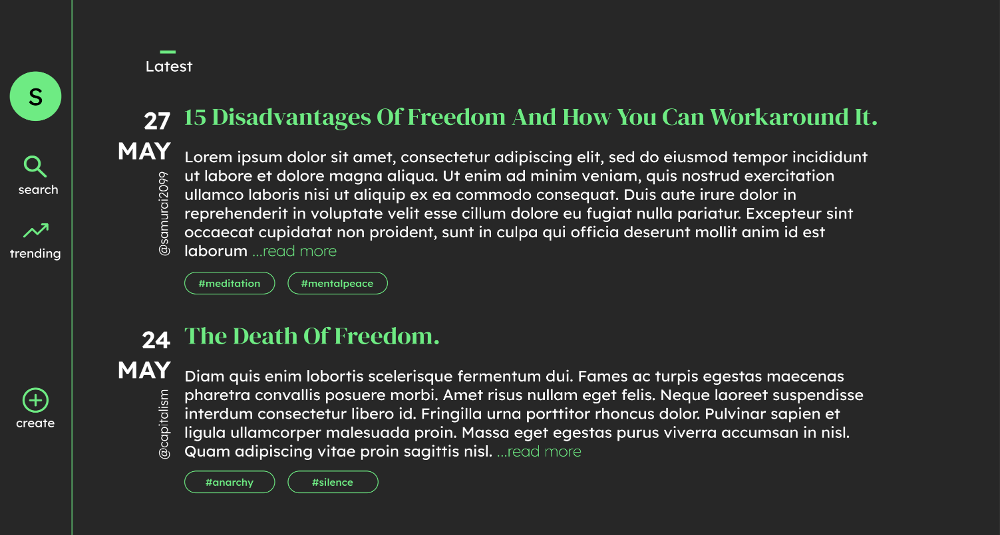 S
search
trending
create
Latest
27
MAY
@samurai2099
15 Disadvantages Of Freedom And How You Can Workaround It.
Lorem ipsum dolor sit amet, consectetur adipiscing elit, sed do eiusmod tempor incididunt
ut labore et dolore magna aliqua. Ut enim ad minim veniam, quis nostrud exercitation
ullamco laboris nisi ut aliquip ex ea commodo consequat. Duis aute irure dolor in
reprehenderit in voluptate velit esse cillum dolore eu fugiat nulla pariatur. Excepteur sint
occaecat cupidatat non proident, sunt in culpa qui officia deserunt mollit anim id est
laborum ...read more
#meditation #mentalpeace
24
MAY
@capitalism
The Death Of Freedom.
Diam quis enim lobortis scelerisque fermentum dui. Fames ac turpis egestas maecenas
pharetra convallis posuere morbi. Amet risus nullam eget felis. Neque laoreet suspendisse
interdum consectetur libero id. Fringilla urna porttitor rhoncus dolor. Pulvinar sapien et
ligula ullamcorper malesuada proin. Massa eget egestas purus viverra accumsan in nisl.
Quam adipiscing vitae proin sagittis nisl. ...read more
#anarchy #silence